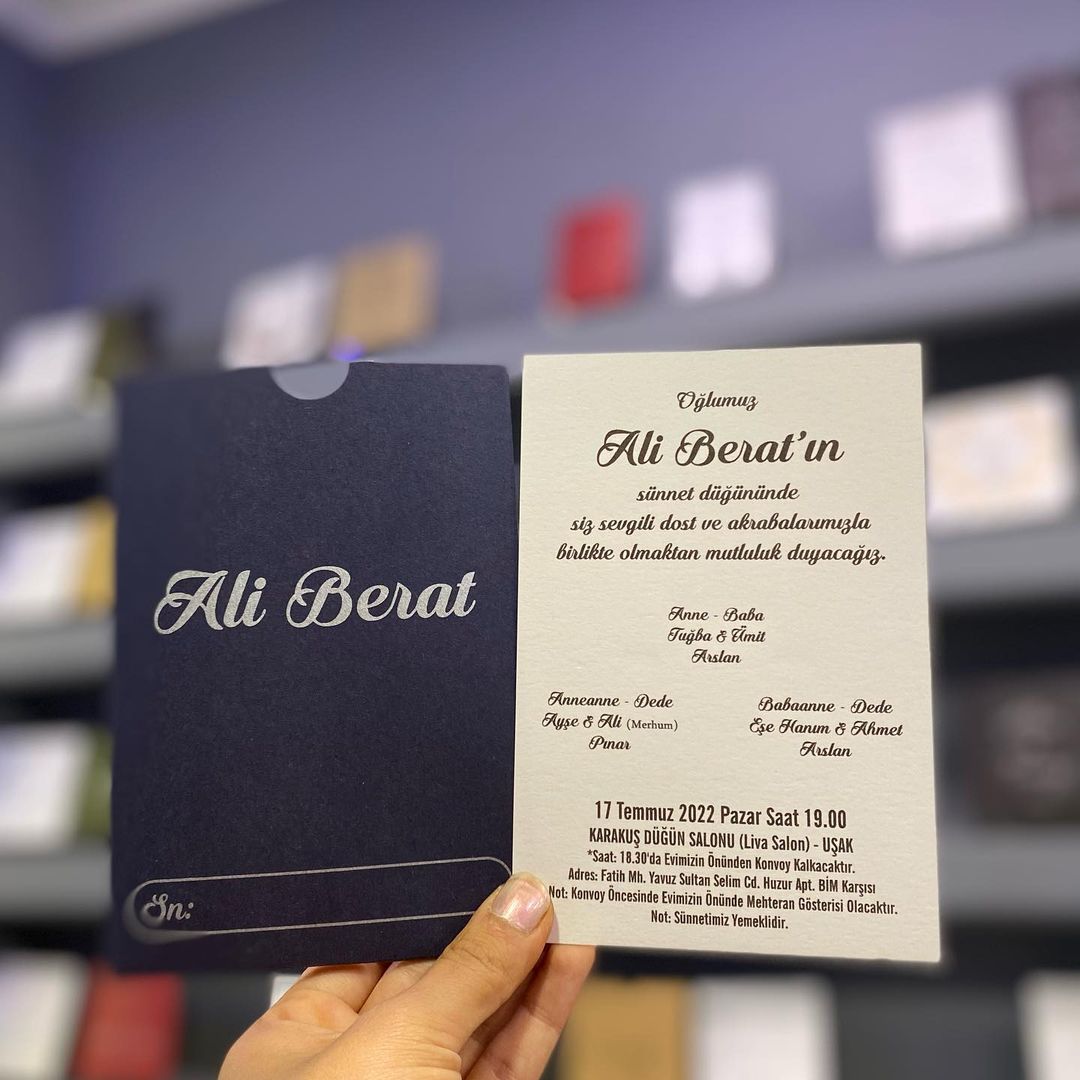 Ali Berat
Sn:
Oğlumuz
Ali Berat'ın
sünnet düğününde
siz sevgili dost ve akrabalarımızla
birlikte olmaktan mutluluk duyacağız.
Anne - Baba
Tuğba & Ümit
Arslan
Anneanne - Dede
Ayşe & Ali (Merhum)
Pınar
Babaanne - Dede
Eşe Hanım & Ahmet
Arslan
17 Temmuz 2022 Pazar Saat 19.00
KARAKUŞ DÜĞÜN SALONU (Liva Salon) - UŞAK
*Saat: 18.30'da Evimizin Önünden Konvoy Kalkacaktır.
Adres: Fatih Mh. Yavuz Sultan Selim Cd. Huzur Apt. BİM Karşısı
Not: Konvoy Öncesinde Evimizin Önünde Mehteran Gösterisi Olacaktır.
Not: Sünnetimiz Yemeklidir.